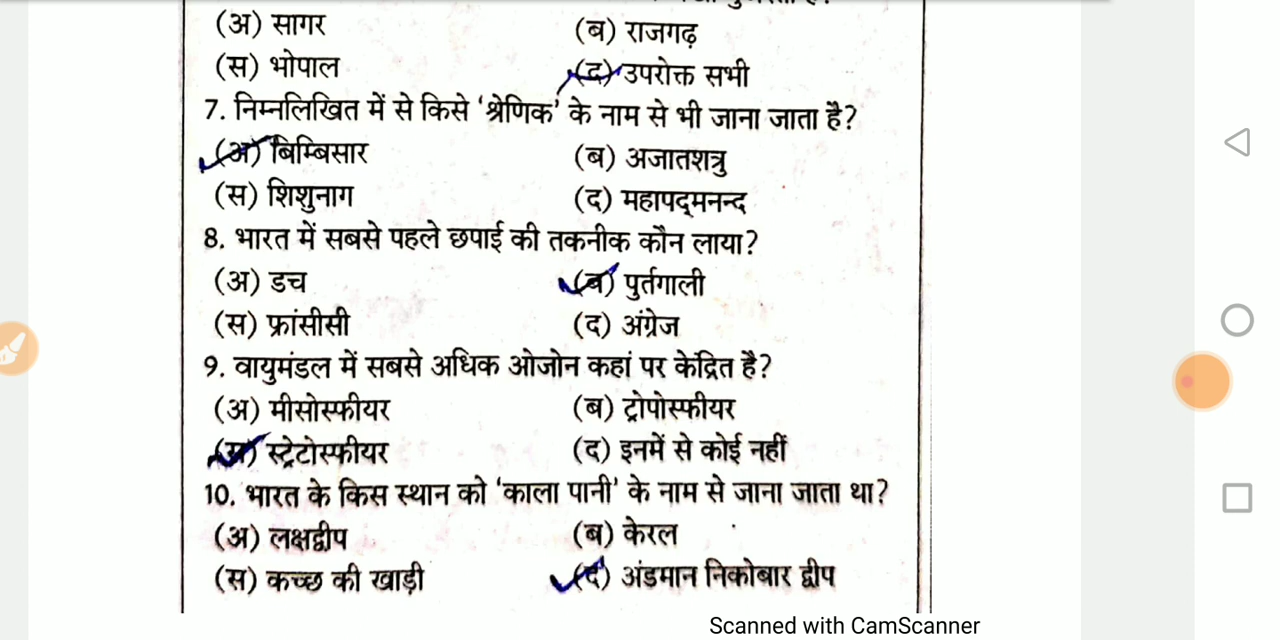 (अ) सागर (ब) राजगढ़
(स) भोपाल (द) उपरोक्त सभी
7. निम्नलिखित में से किसे 'श्रेणिक' के नाम से भी जाना जाता है?
(अ) बिम्बिसार (ब) अजातशत्रु
(स) शिशुनाग (द) महापद्मनन्द
8. भारत में सबसे पहले छपाई की तकनीक कौन लाया?
(अ) डच (ब) पुर्तगाली
(स) फ्रांसीसी (द) अंग्रेज
9. वायुमंडल में सबसे अधिक ओजोन कहां पर केंद्रित है?
(अ) मीसोस्फीयर (ब) ट्रोपोस्फीयर
(स) स्ट्रेटोस्फीयर (द) इनमें से कोई नहीं
10. भारत के किस स्थान को 'काला पानी' के नाम से जाना जाता था?
(अ) लक्षद्वीप (ब) केरल
(स) कच्छ की खाड़ी (द) अंडमान निकोबार द्वीप
Scanned with CamScanner